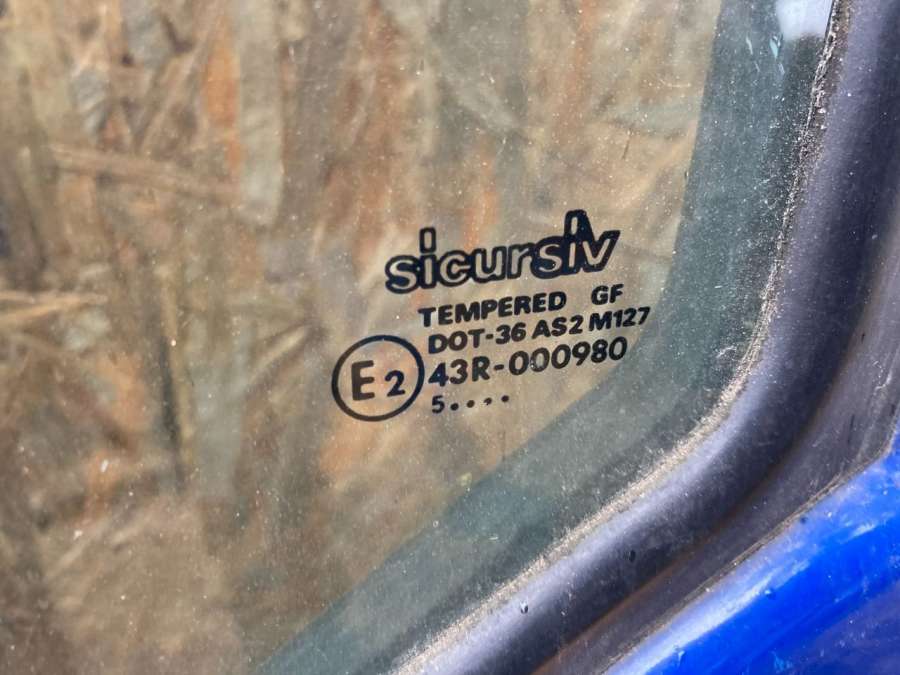 sicursiv
TEMPERED GF
DOT-36 AS2 M127
E2 43R-000980
5....